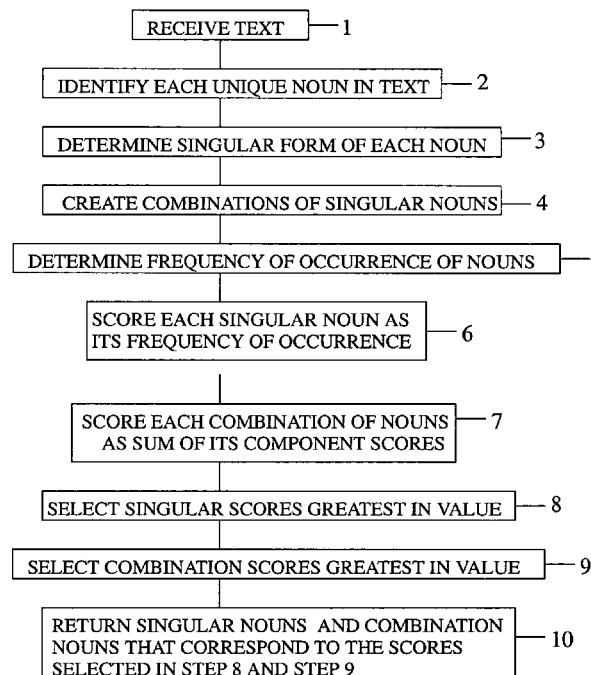 RECEIVE TEXT 1
IDENTIFY EACH UNIQUE NOUN IN TEXT 2
DETERMINE SINGULAR FORM OF EACH NOUN 3
CREATE COMBINATIONS OF SINGULAR NOUNS 4
DETERMINE FREQUENCY OF OCCURRENCE OF NOUNS
SCORE EACH SINGULAR NOUN AS
ITS FREQUENCY OF OCCURRENCE 6
SCORE EACH COMBINATION OF NOUNS 7
AS SUM OF ITS COMPONENT SCORES
SELECT SINGULAR SCORES GREATEST IN VALUE 8
SELECT COMBINATION SCORES GREATEST IN VALUE 9
RETURN SINGULAR NOUNS AND COMBINATION
NOUNS THAT CORRESPOND TO THE SCORES 10
SELECTED IN STEP 8 AND STEP 9